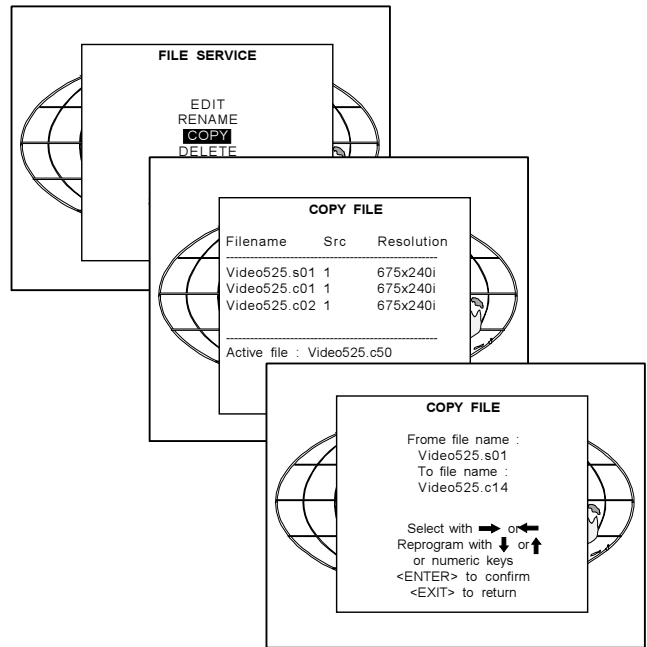 FILE SERVICE
EDIT
RENAME
COPY
DELETE
COPY FILE
Filename Src Resolution
Video525.s01 1 675x240i
Video525.c01 1 675x240i
Video525.c02 1 675x240i
Active file : Video525.c50
COPY FILE
Frome file name :
Video525.s01
To file name :
Video525.c14
Select with ➡ or ⬅
Reprogram with ⬇ or ⬆
or numeric keys
<ENTER> to confirm
<EXIT> to return